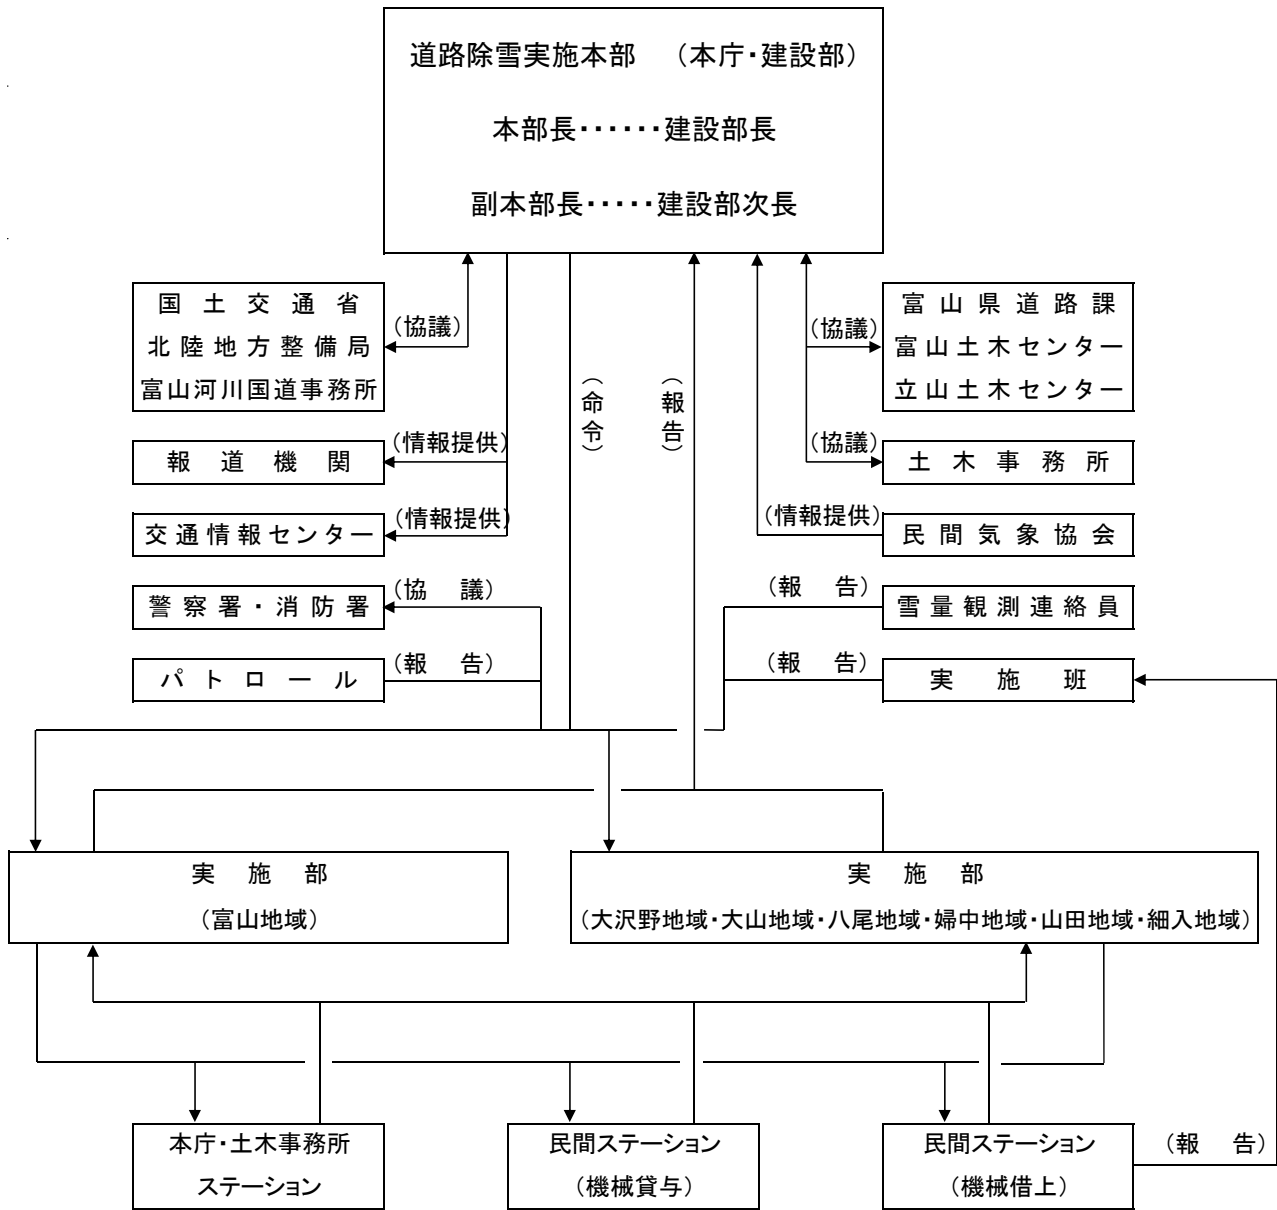 道路除雪実施本部　（本庁・建設部）
本部長・・・・・・建設部長
副本部長・・・・・建設部次長
国土交通省
北陸地方整備局
富山河川国道事務所
（協議）
（協議）
富山県道路課
富山土木センター
立山土木センター
（命令）
（報告）
報道機関
（情報提供）
（協議）
土木事務所
交通情報センター
（情報提供）
（情報提供）
民間気象協会
警察署・消防署
（協　議）
（報　告）
雪量観測連絡員
パトロール
（報　告）
（報　告）
実施班
実　施　部
（富山地域）
実　施　部
（大沢野地域・大山地域・八尾地域・婦中地域・山田地域・細入地域）
本庁・土木事務所
ステーション
民間ステーション
（機械貸与）
民間ステーション
（機械借上）
（報　告）